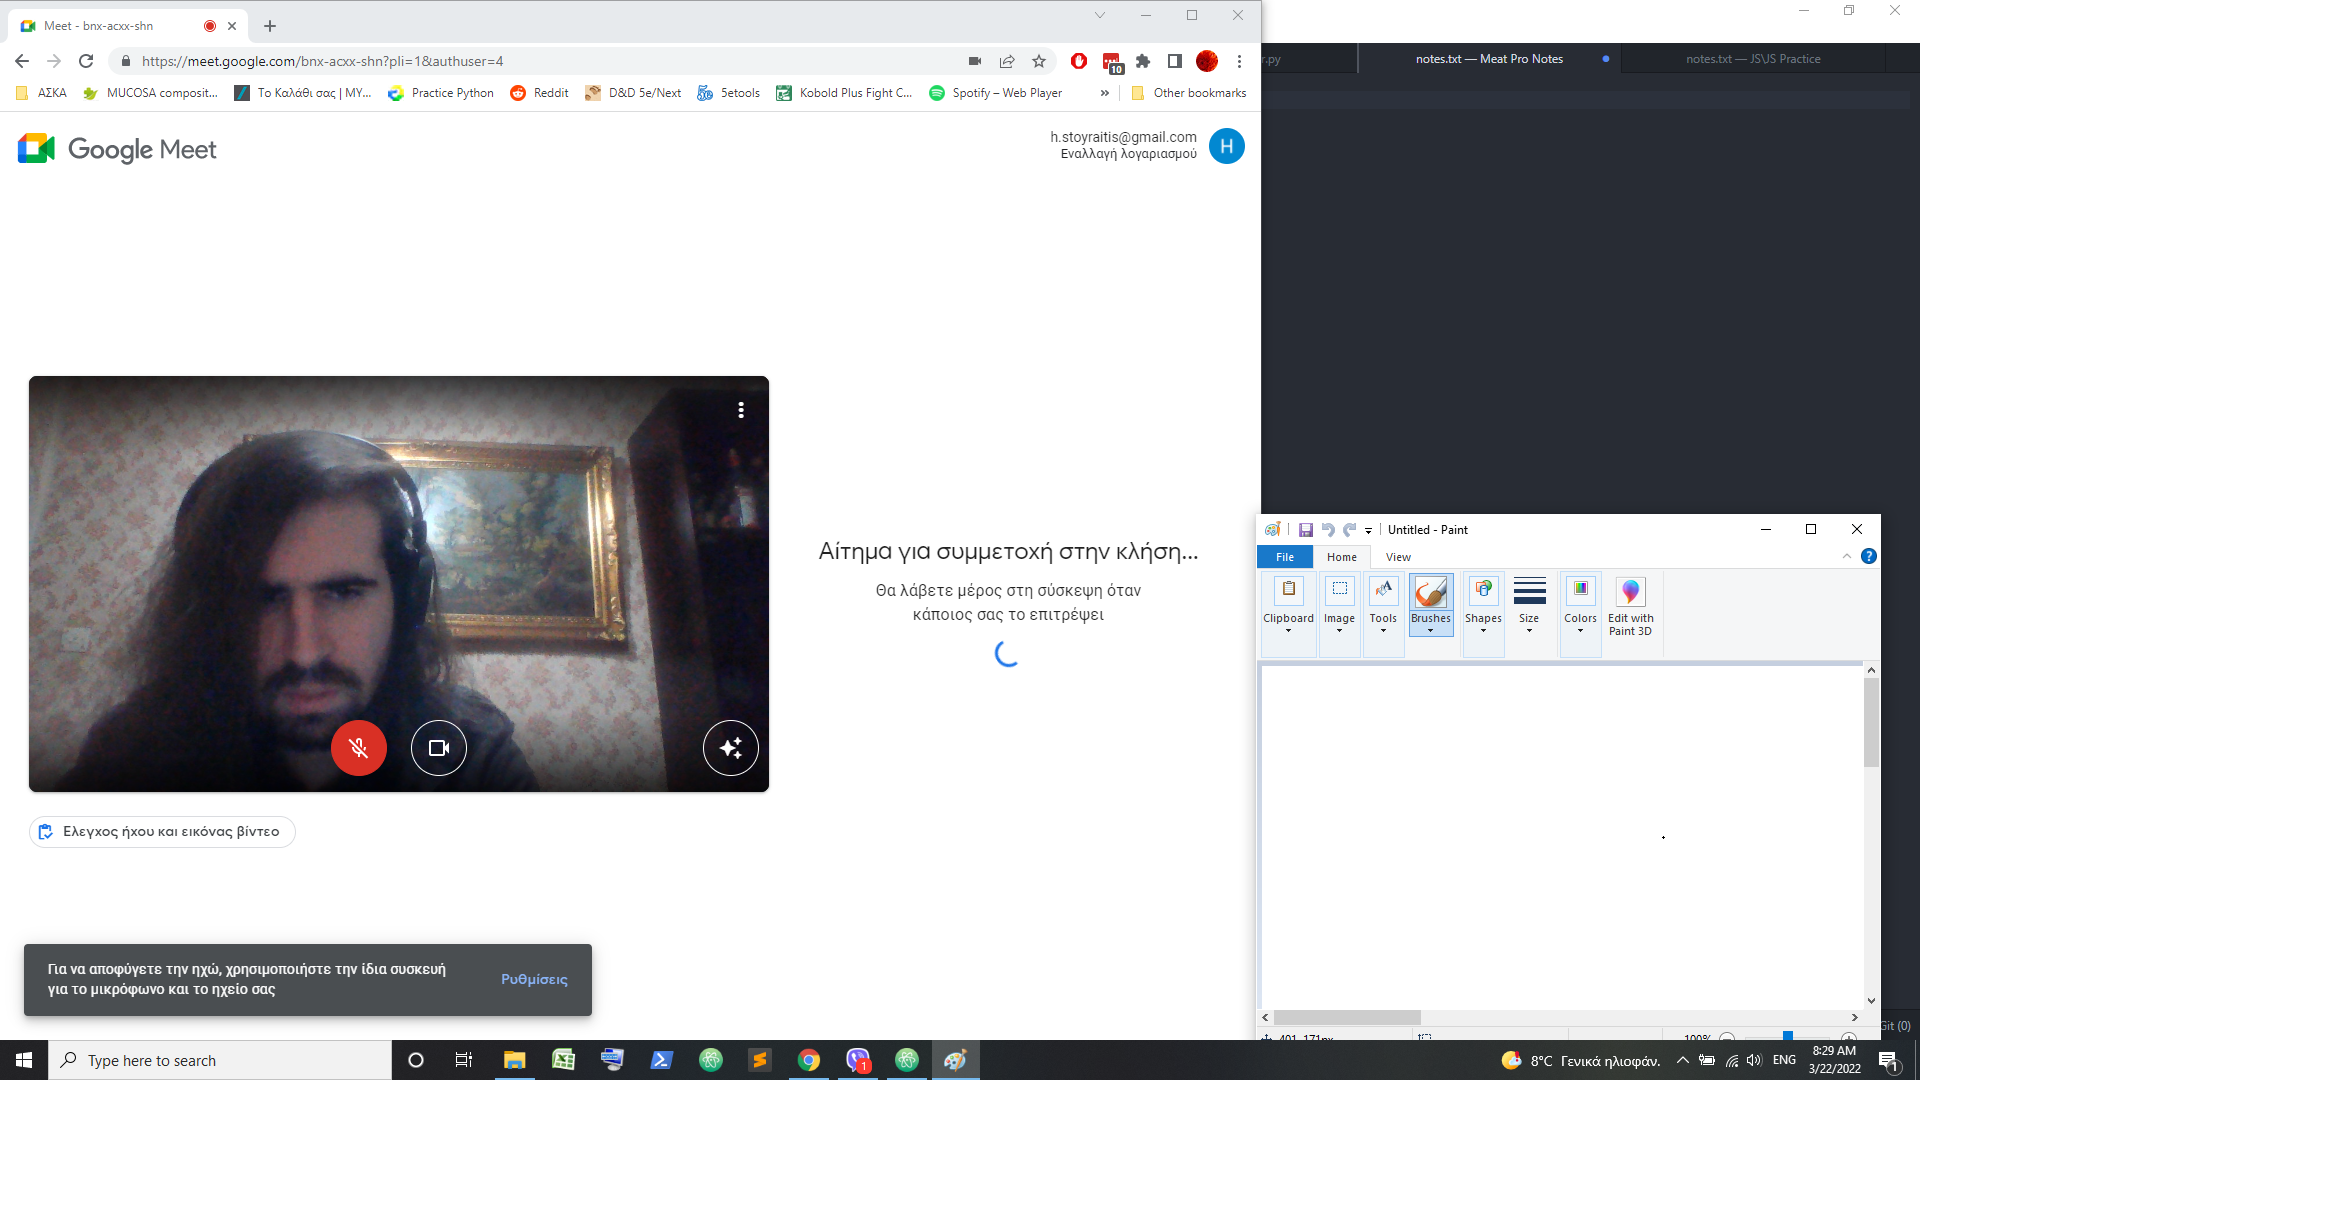 Meet - bnx-acxx-shn
https://meet.google.com/bnx-acxx-shn?pli=1&authuser=4
10
ΑΣΚΑ
MUCOSA composit...
Το Καλάθι σας | MY...
Practice Python
Reddit
D&D 5e/Next
5etools
Kobold Plus Fight C...
Spotify – Web Player
»
Other bookmarks
Google Meet
h.stoyraitis@gmail.com
Εναλλαγή λογαριασμού
H
Αίτημα για συμμετοχή στην κλήση...
Θα λάβετε μέρος στη σύσκεψη όταν
κάποιος σας το επιτρέψει
Έλεγχος ήχου και εικόνας βίντεο
Για να αποφύγετε την ηχώ, χρησιμοποιήστε την ίδια συσκευή
για το μικρόφωνο και το ηχείο σας
Ρυθμίσεις
r.py
notes.txt — Meat Pro Notes
notes.txt — JS\JS Practice
Untitled - Paint
File
Home
View
Clipboard
Image
Tools
Brushes
Shapes
Size
Colors
Edit with
Paint 3D
401, 171px
100%
Git (0)
Type here to search
1
8°C Γενικά ηλιοφάν.
ENG
8:29 AM
3/22/2022
1